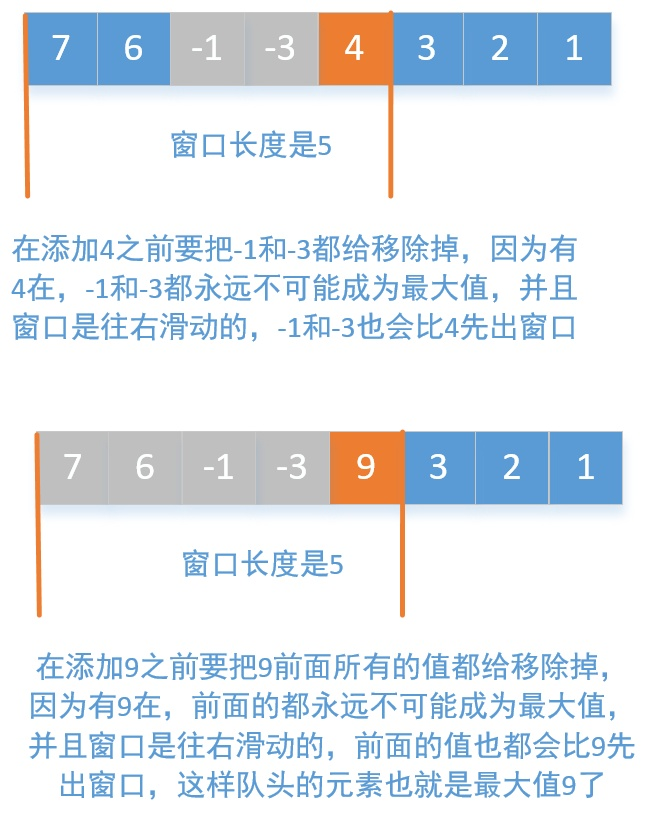 7 6 -1 -3 4 3 2 1
窗口长度是5
在添加4之前要把-1和-3都给移除掉，因为有
4在，-1和-3都永远不可能成为最大值，并且
窗口是往右滑动的，-1和-3也会比4先出窗口
7 6 -1 -3 9 3 2 1
窗口长度是5
在添加9之前要把9前面所有的值都给移除掉，
因为有9在，前面的都永远不可能成为最大值，
并且窗口是往右滑动的，前面的值也都会比9先
出窗口，这样队头的元素也就是最大值9了